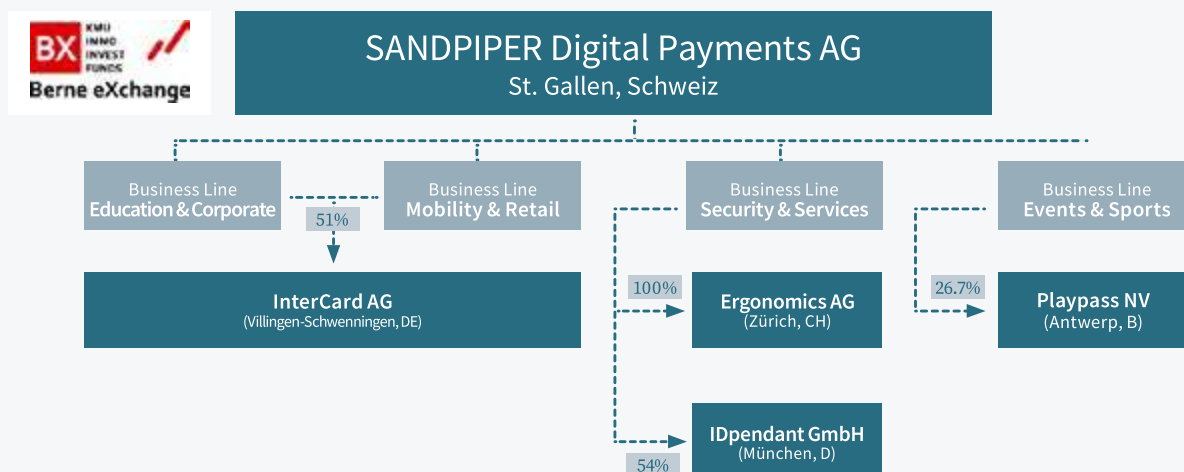 BX
KMU
IMMO
INVEST
FUNDS
Berne eXchange
SANDPIPER Digital Payments AG
St. Gallen, Schweiz
Business Line
Education & Corporate
Business Line
Mobility & Retail
Business Line
Security & Services
Business Line
Events & Sports
51%
InterCard AG
(Villingen-Schwenningen, DE)
100%
Ergonomics AG
(Zürich, CH)
26.7%
Playpass NV
(Antwerp, B)
IDpendant GmbH
(München, D)
54%